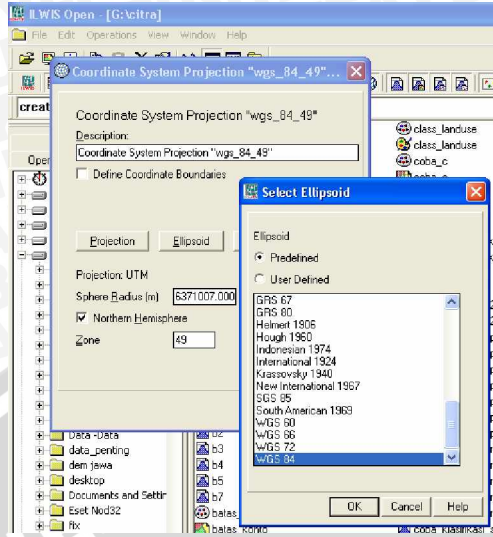 ILWIS Open - [G:\citra]
File Edit Operations View Window Help
Coordinate System Projection "wgs_84_49"...
creat
Coordinate System Projection "wgs_84_49"
Description:
Coordinate System Projection "wgs_84_49"
Define Coordinate Boundaries
Projection Ellipsoid
Projection: UTM
Sphere Radius (m) 6371007.000
Northern Hemisphere
Zone 49
class_landuse
class_landuse
coba_c
Oper
Select Ellipsoid
Ellipsoid
Predefined
User Defined
GRS 67
GRS 80
Helmert 1906
Hough 1960
Indonesian 1974
International 1924
Krassovsky 1940
New International 1967
SGS 85
South American 1969
WGS 60
WGS 66
WGS 72
WGS 84
OK Cancel Help
Data -Data
data_penting
dem jawa
desktop
Documents and Settin
Eset Nod32
fix
b2
b3
b4
b5
b7
batas_
batas_Konto